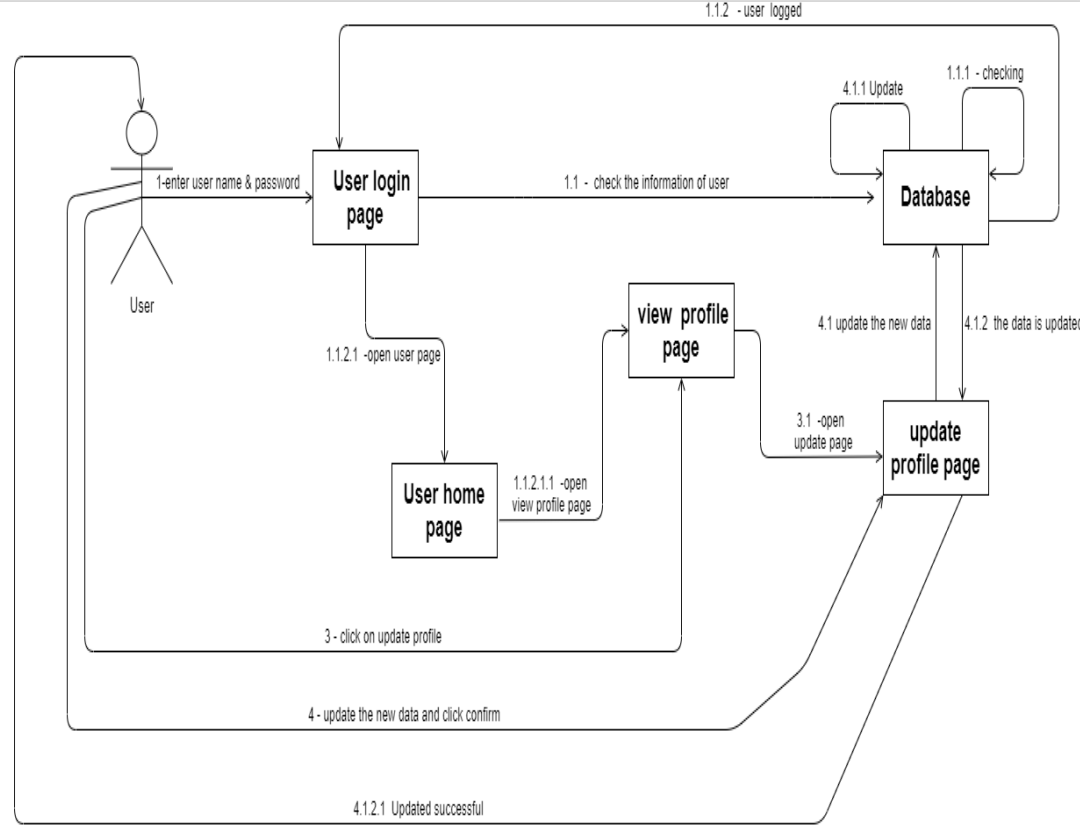 1.1.2 - user logged
1.1.1 - checking
4.1.1 Update
1-enter user name & password
User login
page
1.1 - check the information of user
Database
User
view profile
page
4.1 update the new data
4.1.2 the data is updated
1.1.2.1 -open user page
3.1 -open
update page
update
profile page
User home
page
1.1.2.1.1 -open
view profile page
3 - click on update profile
4 - update the new data and click confirm
4.1.2.1 Updated successful